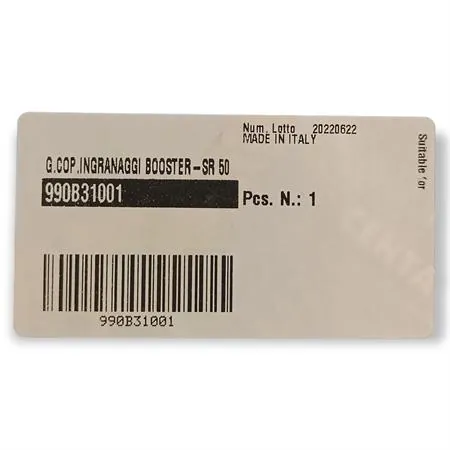 Num. Lotto 20220622
MADE IN ITALY
G.COP.INGRANAGGI BOOSTER-SR 50
990B31001
Pcs. N.: 1
990B31001
Suitable for